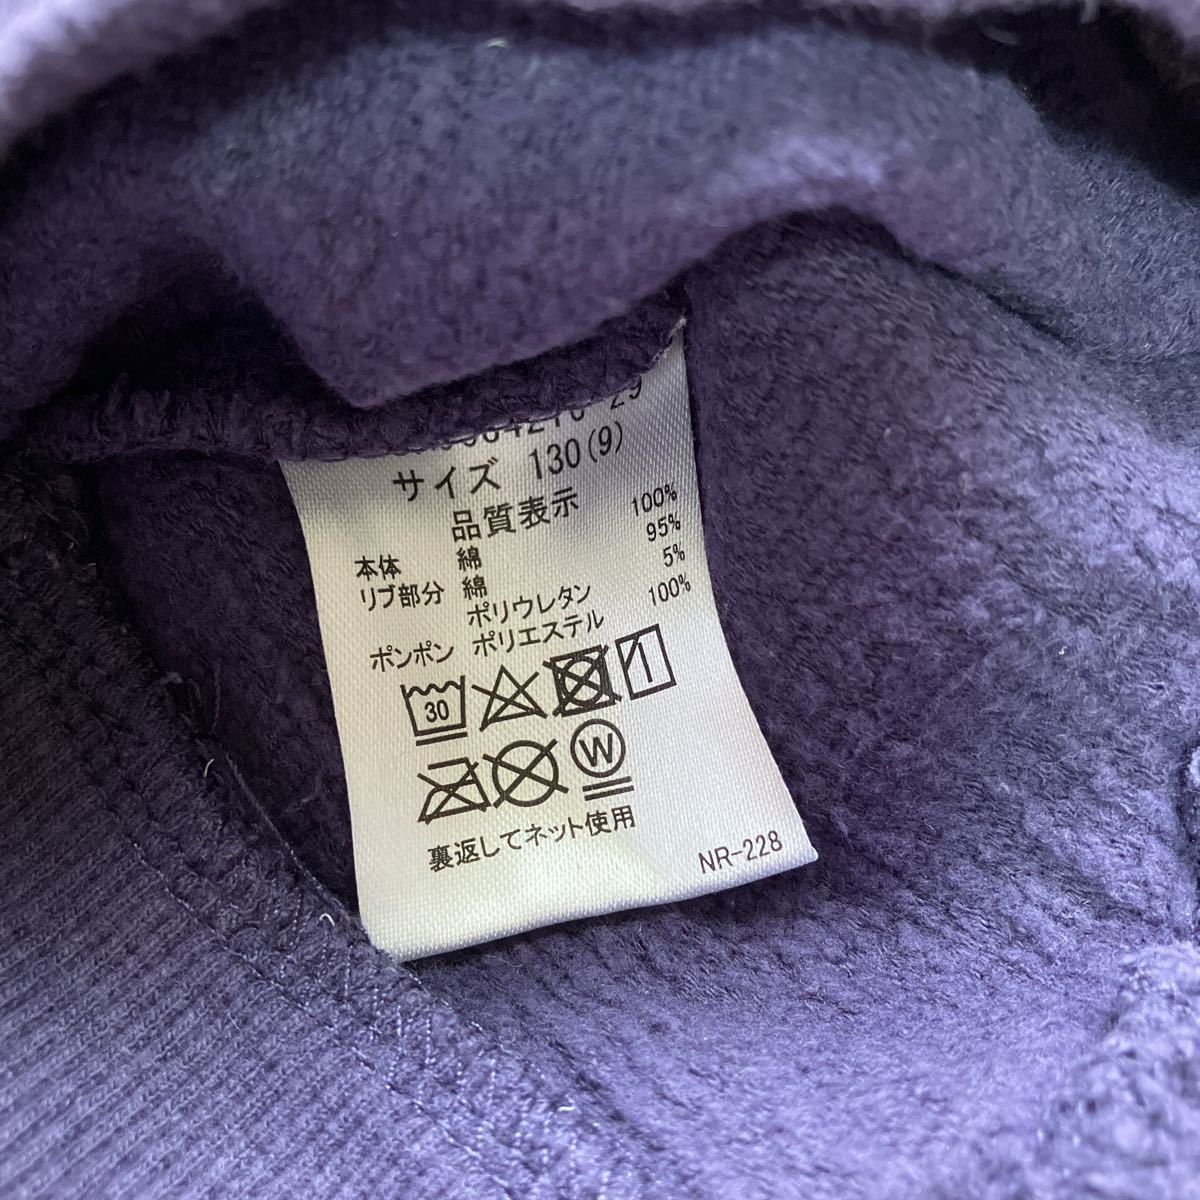 サイズ 130(9)
品質表示
本体 綿 100%
リブ部分 綿 95%
ポリウレタン 5%
ポンポン ポリエステル 100%
30
W
裏返してネット使用
NR-228